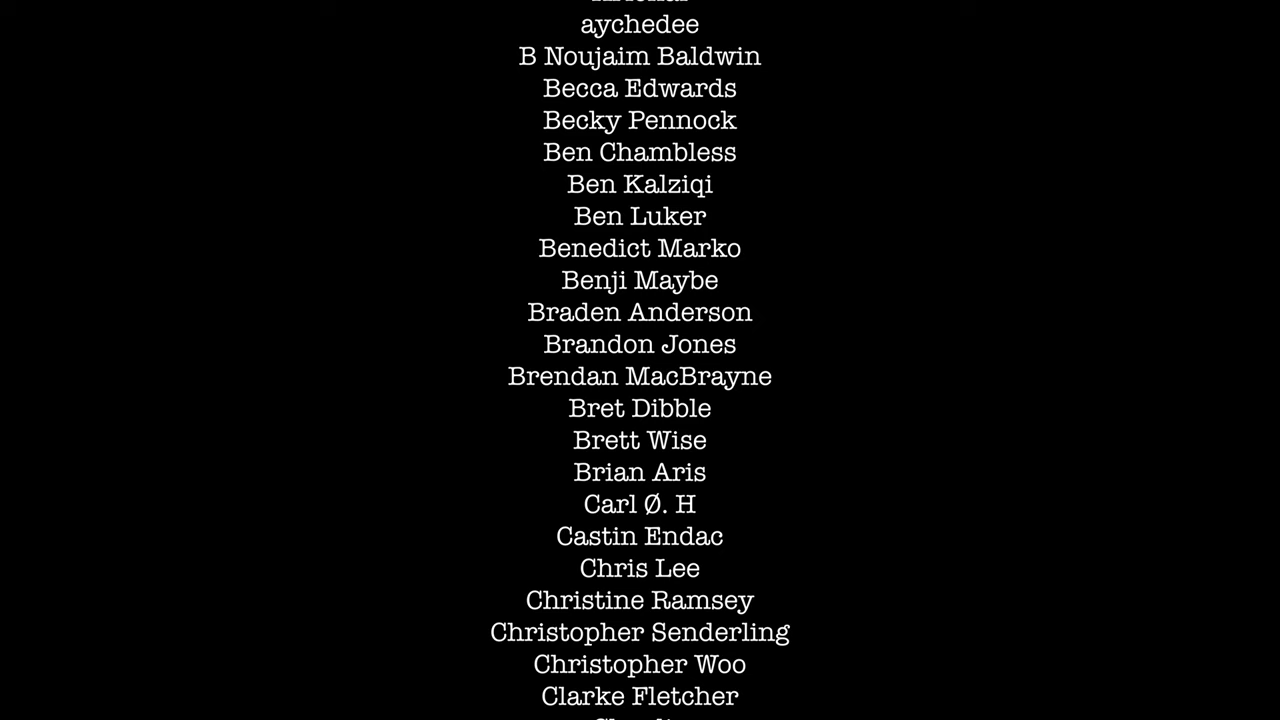 aychedee
B Noujaim Baldwin
Becca Edwards
Becky Pennock
Ben Chambless
Ben Kalziqi
Ben Luker
Benedict Marko
Benji Maybe
Braden Anderson
Brandon Jones
Brendan MacBrayne
Bret Dibble
Brett Wise
Brian Aris
Carl Ø. H
Castin Endac
Chris Lee
Christine Ramsey
Christopher Senderling
Christopher Woo
Clarke Fletcher